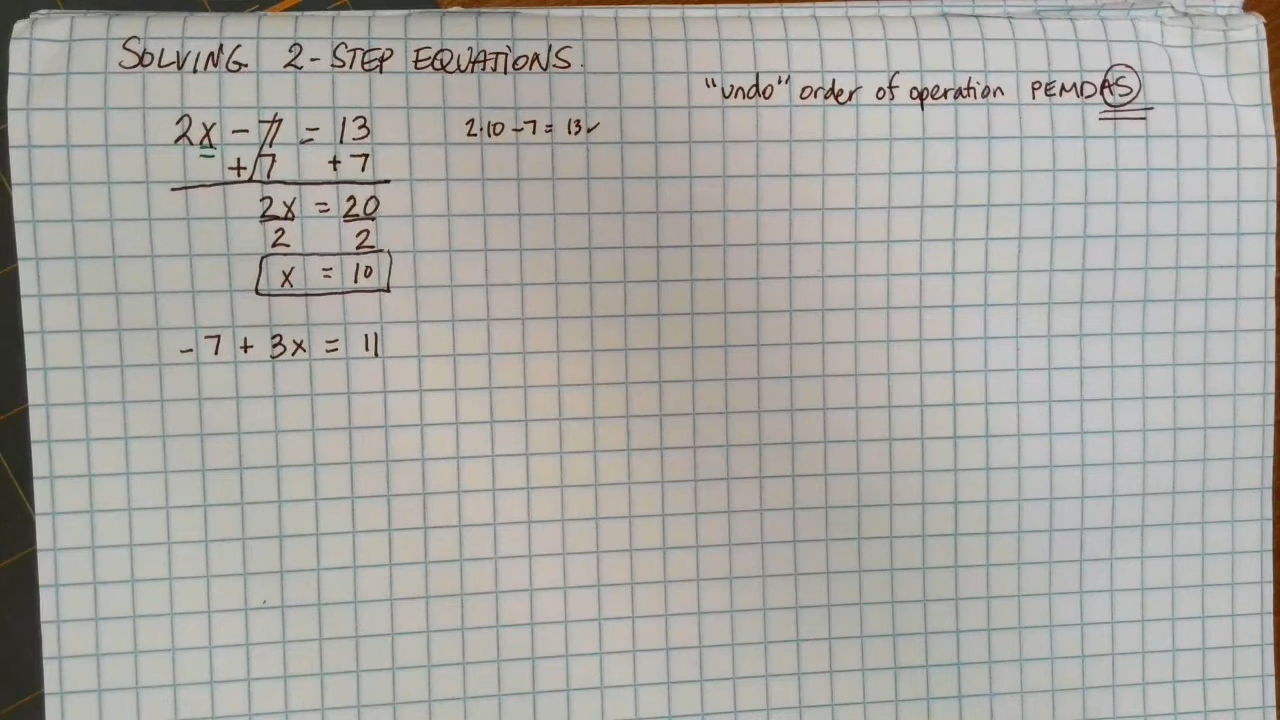 SOLVING 2-STEP EQUATIONS.
"undo" order of operation PEMDAS
2x - 7 = 13
2·10 - 7 = 13 ✓
+7 +7
2x = 20
2 2
x = 10
- 7 + 3x = 11